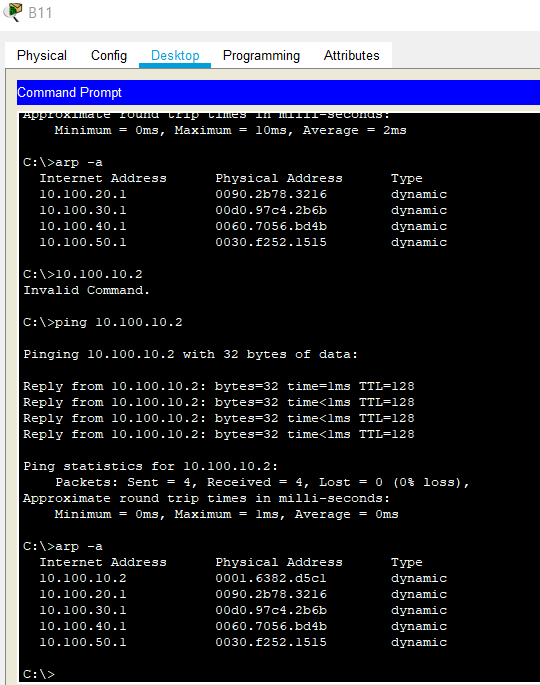 B11
Physical Config Desktop Programming Attributes
Command Prompt
Approximate round trip times in milli-seconds:
    Minimum = 0ms, Maximum = 10ms, Average = 2ms
C:\>arp -a
  Internet Address      Physical Address      Type
  10.100.20.1           0090.2b78.3216        dynamic
  10.100.30.1           00d0.97c4.2b6b        dynamic
  10.100.40.1           0060.7056.bd4b        dynamic
  10.100.50.1           0030.f252.1515        dynamic
C:\>10.100.10.2
Invalid Command.
C:\>ping 10.100.10.2
Pinging 10.100.10.2 with 32 bytes of data:
Reply from 10.100.10.2: bytes=32 time=1ms TTL=128
Reply from 10.100.10.2: bytes=32 time<1ms TTL=128
Reply from 10.100.10.2: bytes=32 time<1ms TTL=128
Reply from 10.100.10.2: bytes=32 time<1ms TTL=128
Ping statistics for 10.100.10.2:
    Packets: Sent = 4, Received = 4, Lost = 0 (0% loss),
Approximate round trip times in milli-seconds:
    Minimum = 0ms, Maximum = 1ms, Average = 0ms
C:\>arp -a
  Internet Address      Physical Address      Type
  10.100.10.2           0001.6382.d5c1        dynamic
  10.100.20.1           0090.2b78.3216        dynamic
  10.100.30.1           00d0.97c4.2b6b        dynamic
  10.100.40.1           0060.7056.bd4b        dynamic
  10.100.50.1           0030.f252.1515        dynamic
C:\>